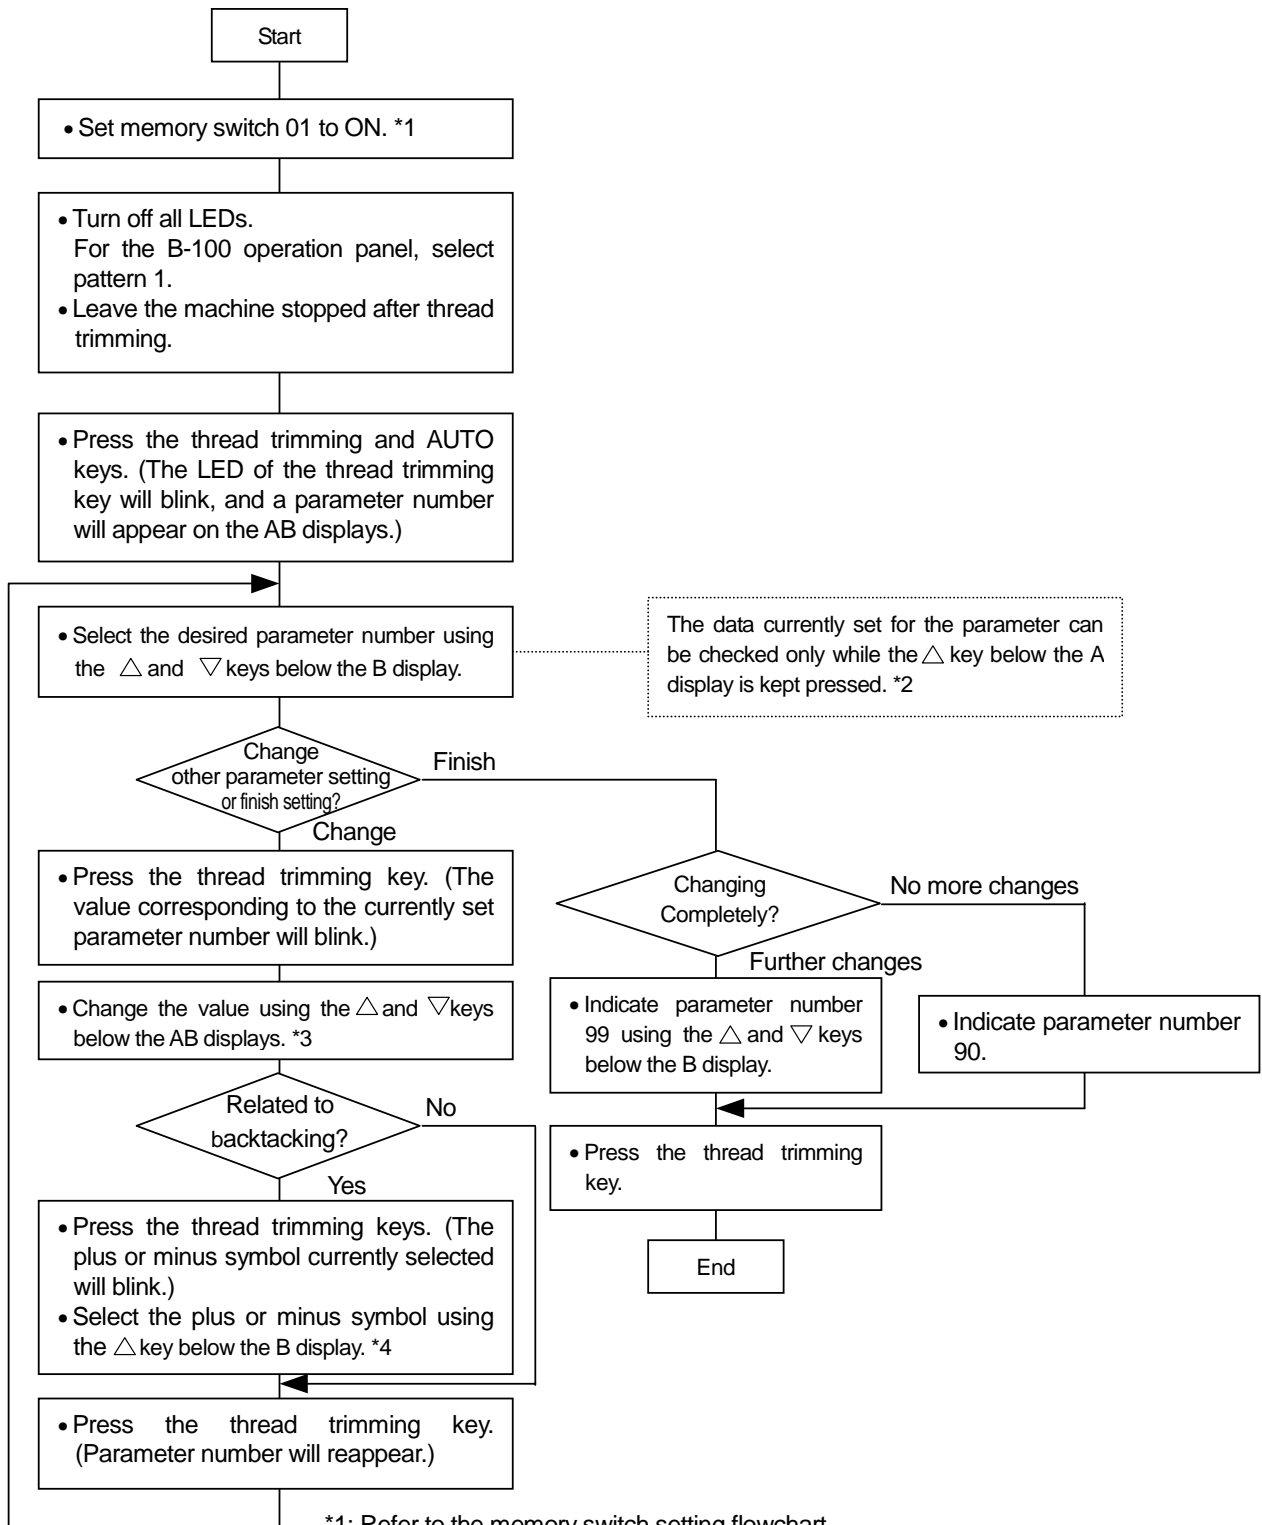 Start
• Set memory switch 01 to ON. *1
• Turn off all LEDs.
For the B-100 operation panel, select
pattern 1.
• Leave the machine stopped after thread
trimming.
• Press the thread trimming and AUTO
keys. (The LED of the thread trimming
key will blink, and a parameter number
will appear on the AB displays.)
• Select the desired parameter number using
the △ and ▽ keys below the B display.
The data currently set for the parameter can
be checked only while the △ key below the A
display is kept pressed. *2
Change
other parameter setting
or finish setting?
Finish
Change
• Press the thread trimming key. (The
value corresponding to the currently set
parameter number will blink.)
• Change the value using the △ and ▽ keys
below the AB displays. *3
Related to
backtacking?
No
Yes
• Press the thread trimming keys. (The
plus or minus symbol currently selected
will blink.)
• Select the plus or minus symbol using
the △ key below the B display. *4
• Press the thread trimming key.
(Parameter number will reappear.)
Changing
Completely?
No more changes
Further changes
• Indicate parameter number
99 using the △ and ▽ keys
below the B display.
• Indicate parameter number
90.
• Press the thread trimming
key.
End
*1: Refer to the memory switch setting flowchart